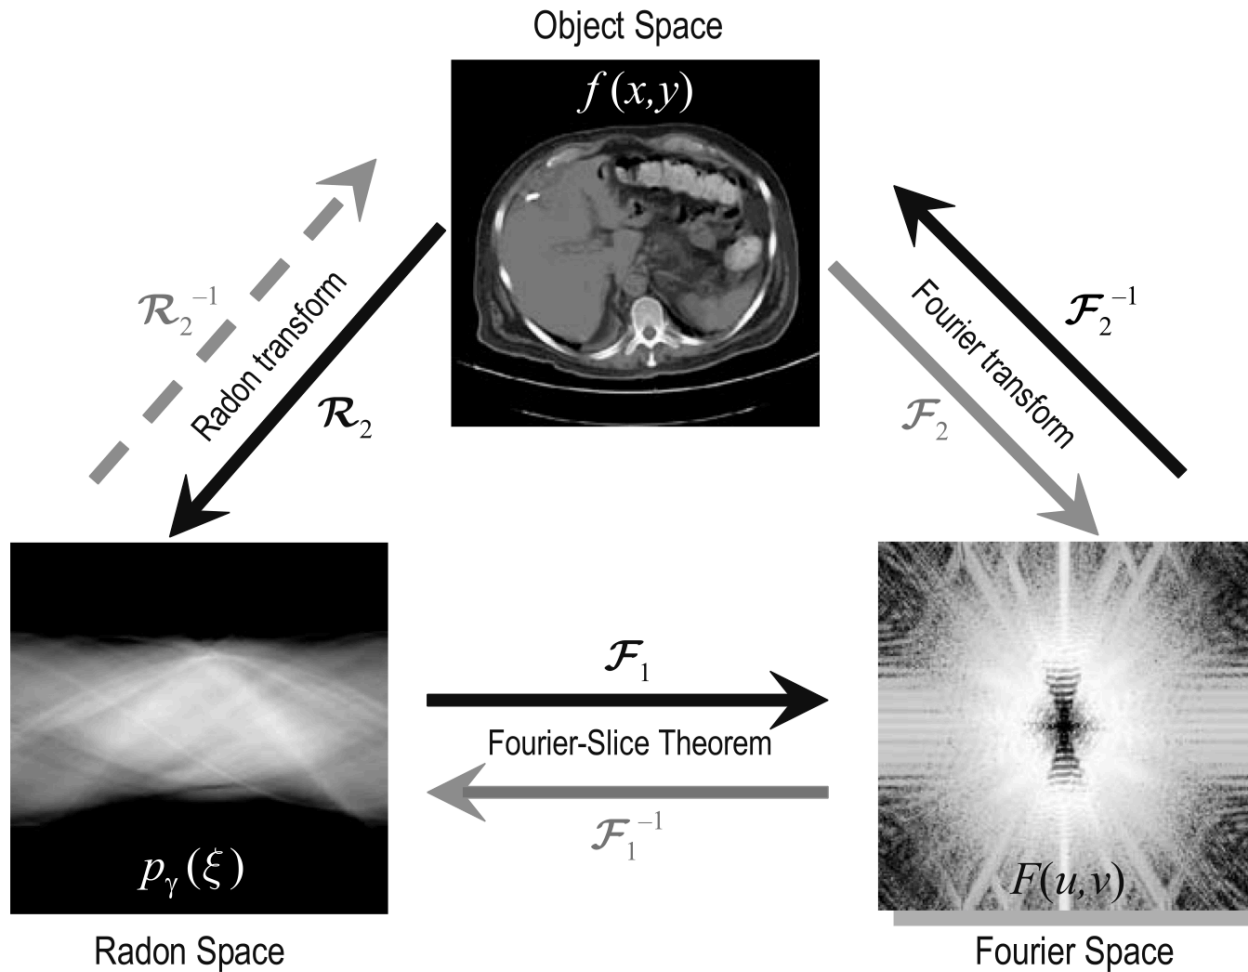 Object Space
f(x,y)
ℛ₂⁻¹
Radon transform
ℛ₂
ℱ₂⁻¹
Fourier transform
ℱ₂
ℱ₁
Fourier-Slice Theorem
ℱ₁⁻¹
p_γ(ξ)
F(u,v)
Radon Space
Fourier Space